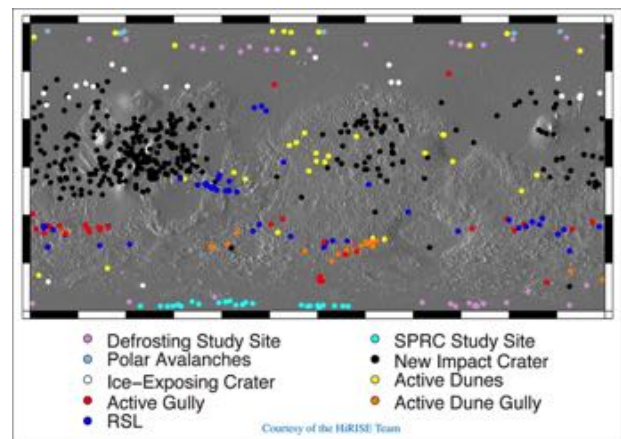 Defrosting Study Site
Polar Avalanches
Ice-Exposing Crater
Active Gully
RSL
SPRC Study Site
New Impact Crater
Active Dunes
Active Dune Gully
Courtesy of the HiRISE Team